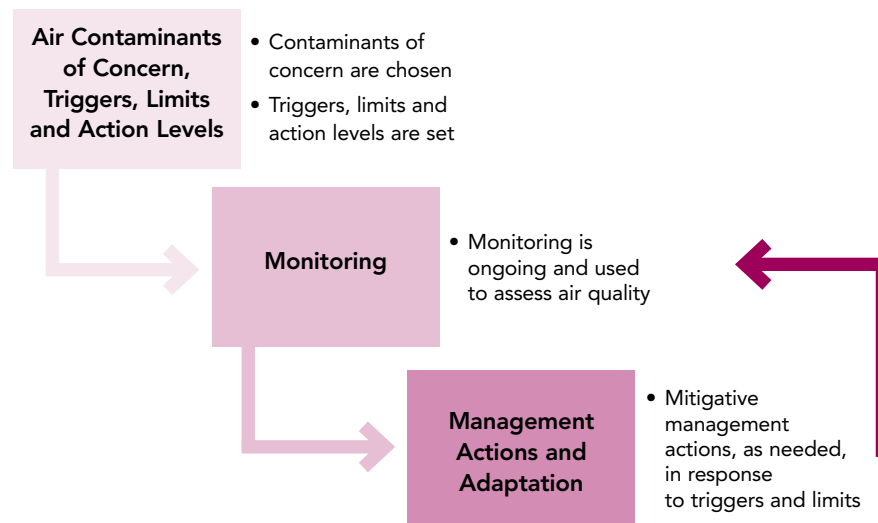 Air Contaminants
of Concern,
Triggers, Limits
and Action Levels
• Contaminants of
concern are chosen
• Triggers, limits and
action levels are set
Monitoring
• Monitoring is
ongoing and used
to assess air quality
Management
Actions and
Adaptation
• Mitigative
management
actions, as needed,
in response
to triggers and limits